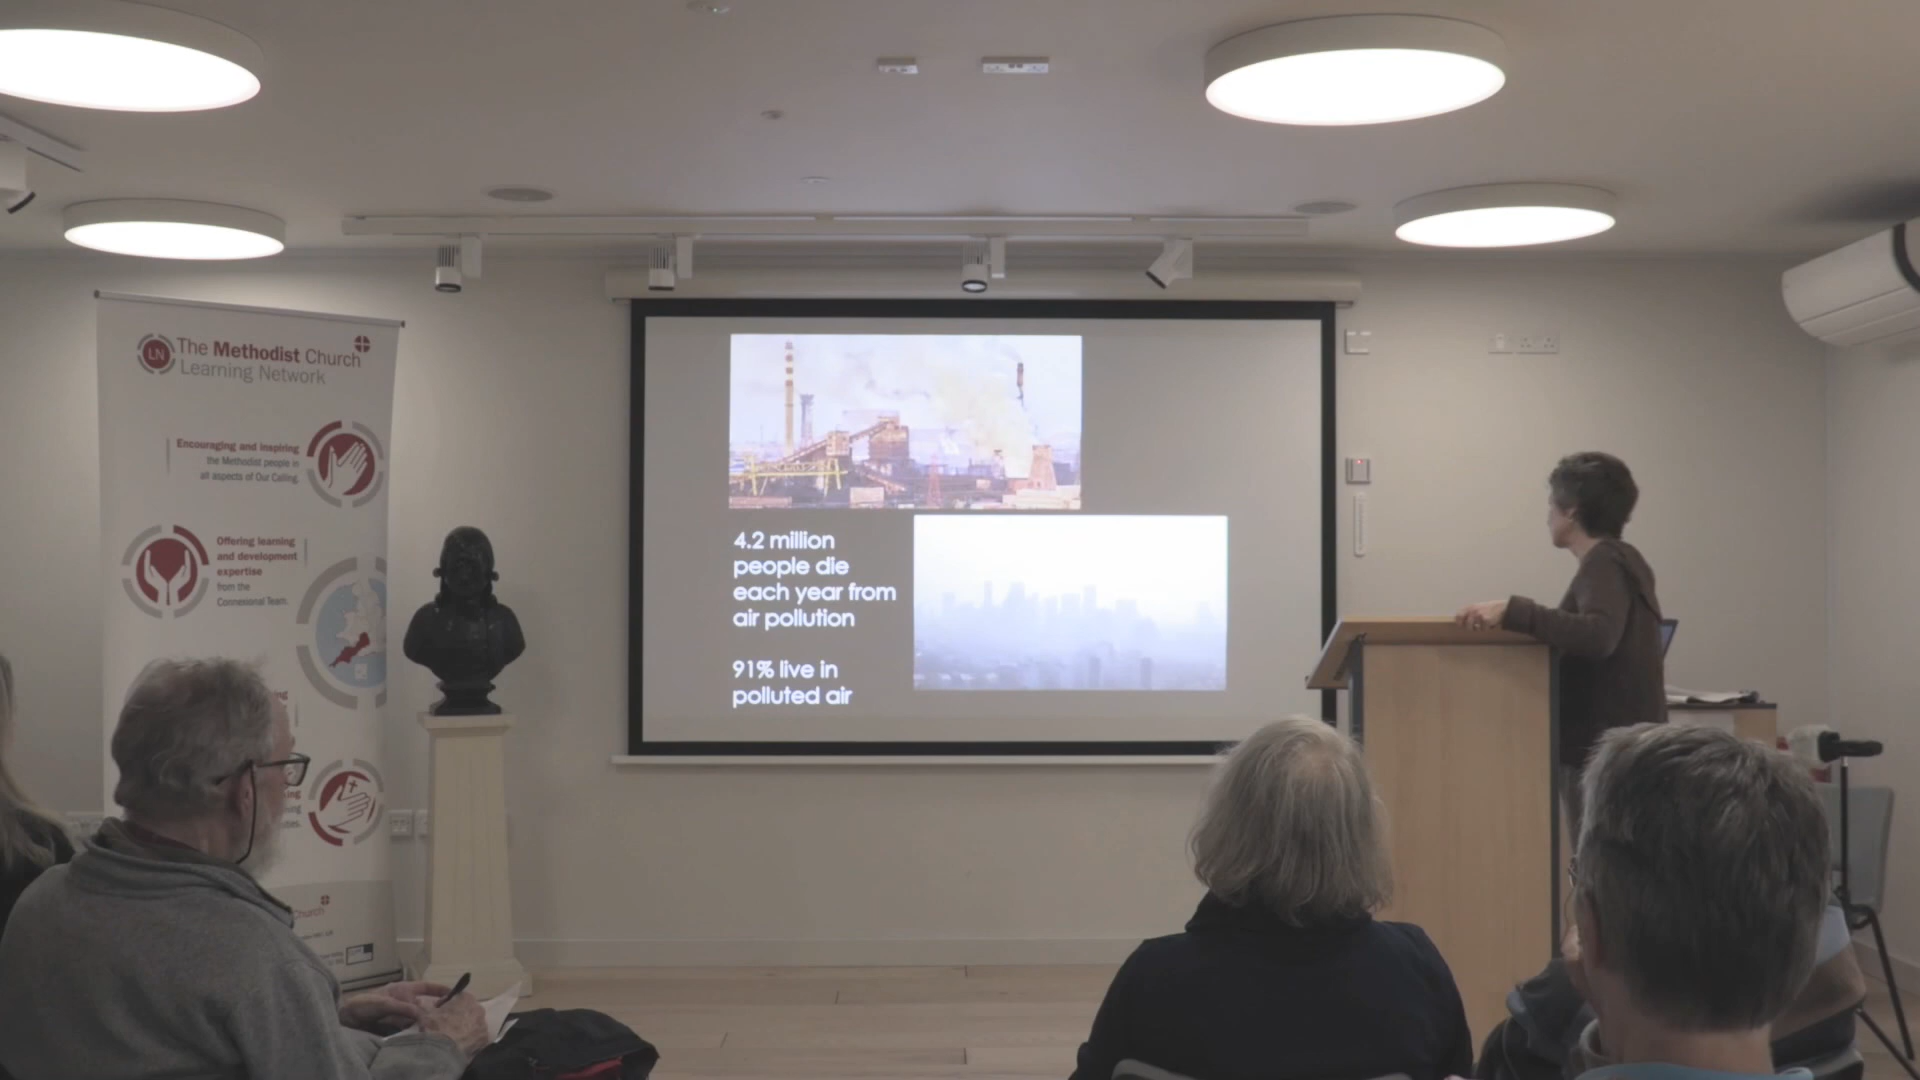 LN
The Methodist Church
Learning Network
Encouraging and inspiring
the Methodist people in
all aspects of Our Calling.
Offering learning
and development
expertise
from the
Connexional Team.
Church
4.2 million
people die
each year from
air pollution
91% live in
polluted air